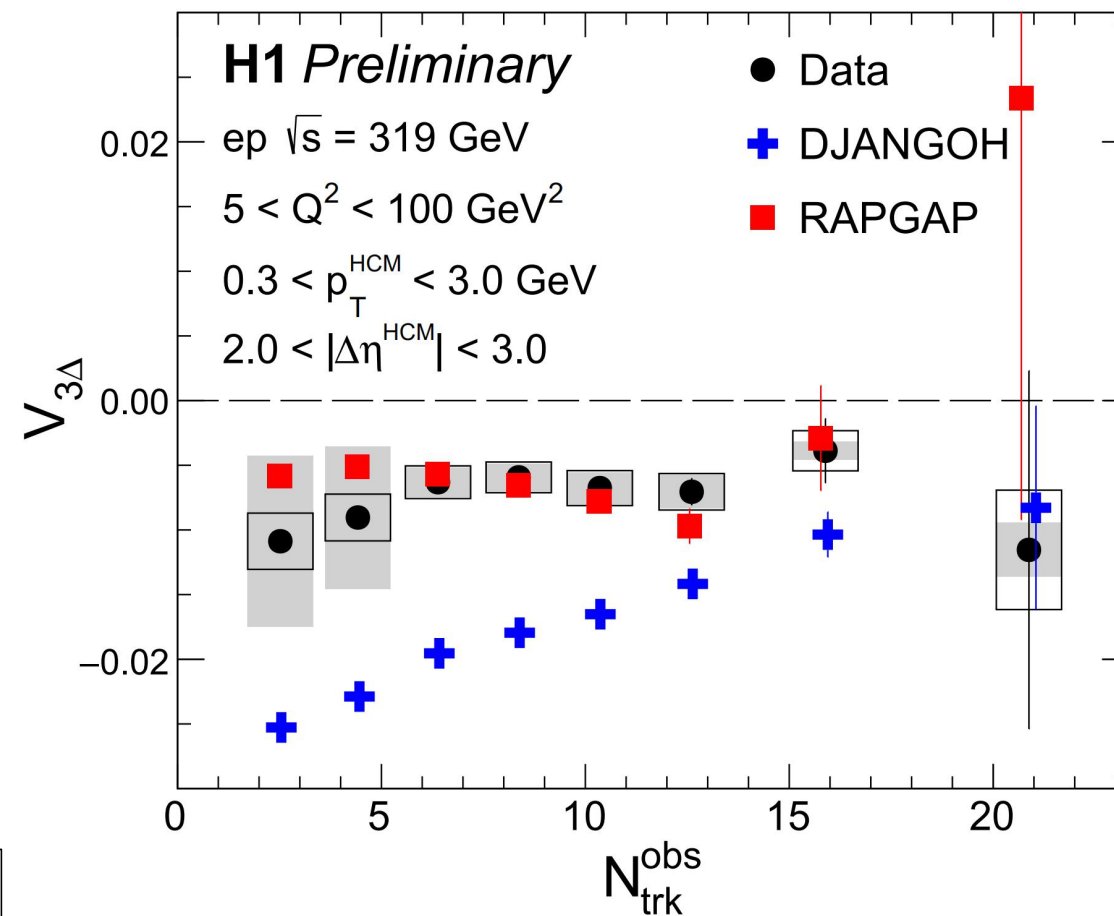 H1 Preliminary
ep √s = 319 GeV
5 < Q² < 100 GeV²
0.3 < p_T^HCM < 3.0 GeV
2.0 < |Δη^HCM| < 3.0
Data
DJANGOH
RAPGAP
V_3Δ
0.02
0.00
−0.02
0 5 10 15 20
N_trk^obs